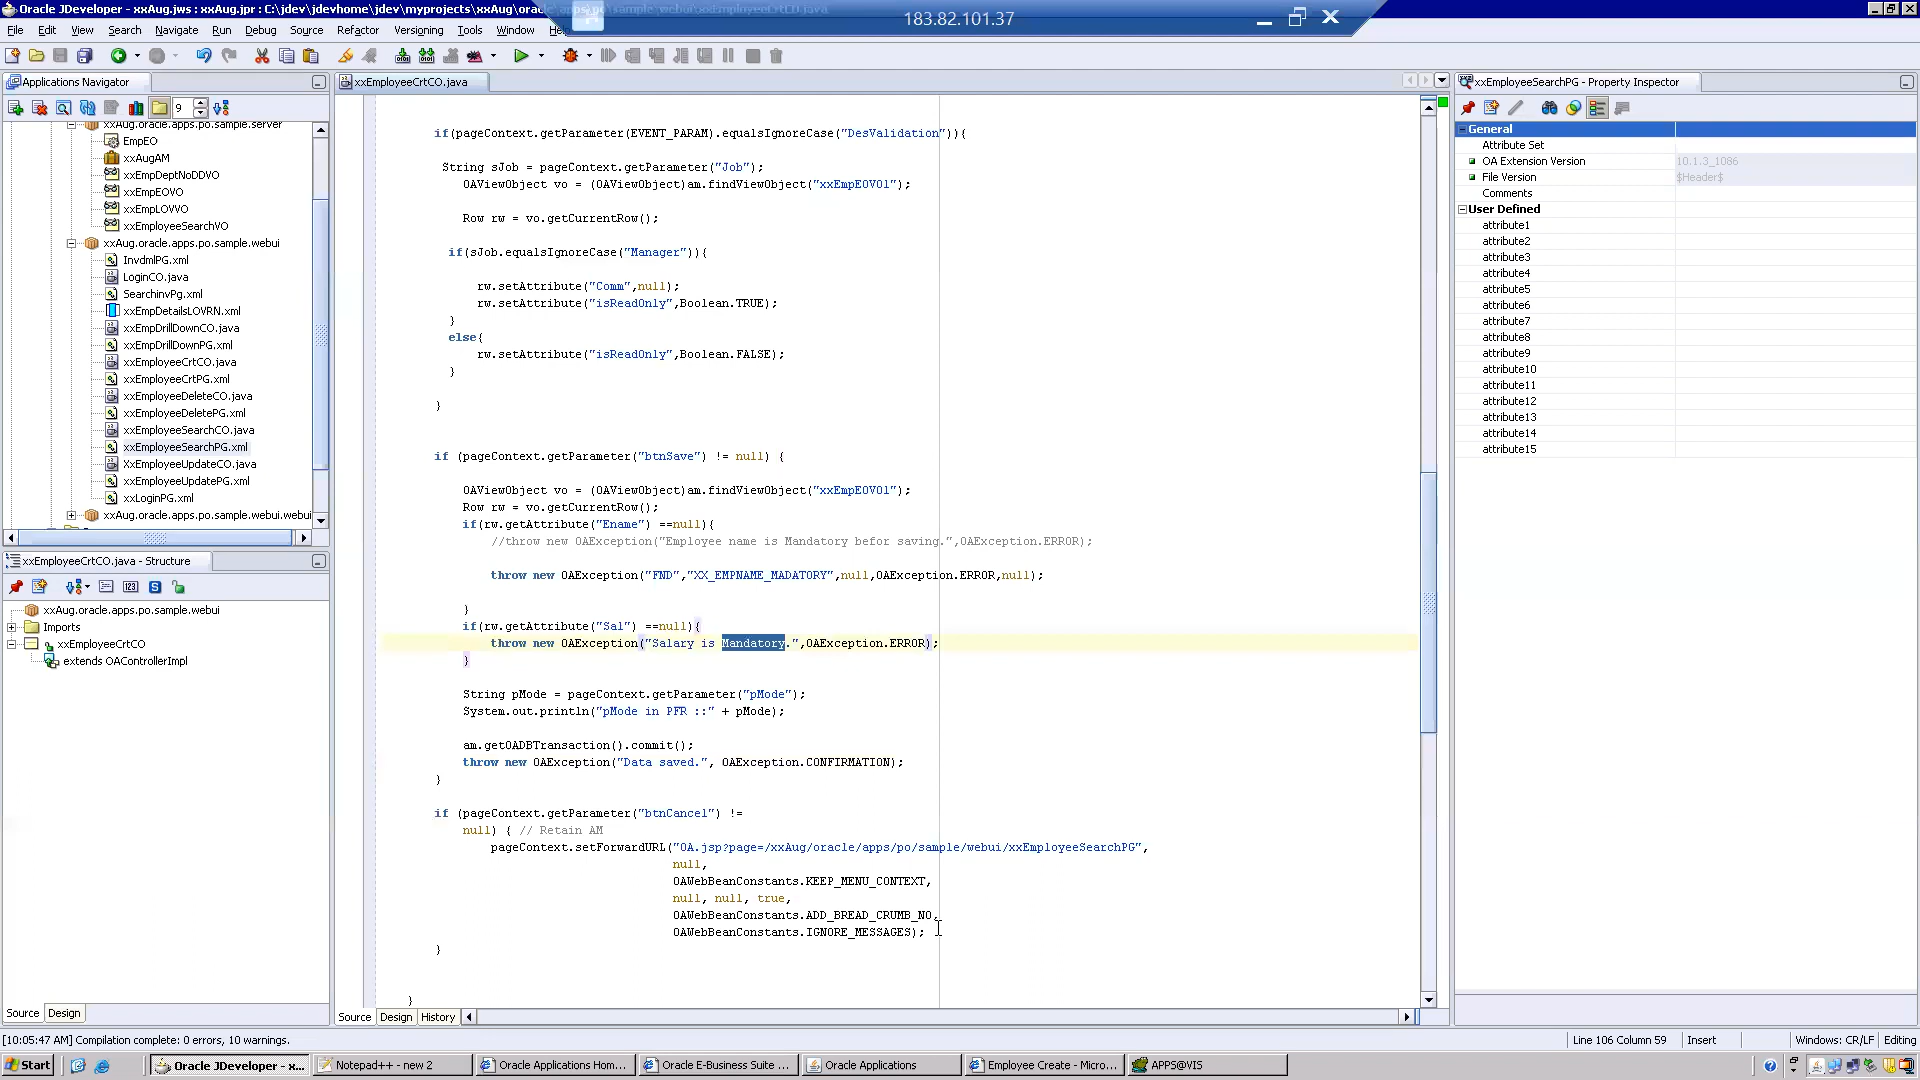 Oracle JDeveloper - xxAug.jws : xxAug.jpr : C:\jdev\jdevhome\jdev\myprojects\xxAug\orac
183.82.101.37
File Edit View Search Navigate Run Debug Source Refactor Versioning Tools Window Help
Applications Navigator
xxEmployeeCrtCO.java
xxEmployeeSearchPG - Property Inspector
9
xxAug.oracle.apps.po.sample.server
EmpEO
xxAugAM
xxEmpDeptNoDDVO
xxEmpEOVO
xxEmpLOVVO
xxEmployeeSearchVO
xxAug.oracle.apps.po.sample.webui
InvdmlPG.xml
LoginCO.java
SearchinvPg.xml
xxEmpDetailsLOVRN.xml
xxEmpDrillDownCO.java
xxEmpDrillDownPG.xml
xxEmployeeCrtCO.java
xxEmployeeCrtPG.xml
xxEmployeeDeleteCO.java
xxEmployeeDeletePG.xml
xxEmployeeSearchCO.java
xxEmployeeSearchPG.xml
XxEmployeeUpdateCO.java
xxEmployeeUpdatePG.xml
xxLoginPG.xml
xxAug.oracle.apps.po.sample.webui.webui
xxEmployeeCrtCO.java - Structure
xxAug.oracle.apps.po.sample.webui
Imports
xxEmployeeCrtCO
extends OAControllerImpl
Source Design
if(pageContext.getParameter(EVENT_PARAM).equalsIgnoreCase("DesValidation")){
String sJob = pageContext.getParameter("Job");
OAViewObject vo = (OAViewObject)am.findViewObject("xxEmpEOVO1");
Row rw = vo.getCurrentRow();
if(sJob.equalsIgnoreCase("Manager")){
rw.setAttribute("Comm",null);
rw.setAttribute("isReadOnly",Boolean.TRUE);
}
else{
rw.setAttribute("isReadOnly",Boolean.FALSE);
}
}
if (pageContext.getParameter("btnSave") != null) {
OAViewObject vo = (OAViewObject)am.findViewObject("xxEmpEOVO1");
Row rw = vo.getCurrentRow();
if(rw.getAttribute("Ename") ==null){
//throw new OAException("Employee name is Mandatory befor saving.",OAException.ERROR);
throw new OAException("FND","XX_EMPNAME_MADATORY",null,OAException.ERROR,null);
}
if(rw.getAttribute("Sal") ==null){
throw new OAException("Salary is Mandatory.",OAException.ERROR);
}
String pMode = pageContext.getParameter("pMode");
System.out.println("pMode in PFR ::" + pMode);
am.getOADBTransaction().commit();
throw new OAException("Data saved.", OAException.CONFIRMATION);
}
if (pageContext.getParameter("btnCancel") !=
null) { // Retain AM
pageContext.setForwardURL("OA.jsp?page=/xxAug/oracle/apps/po/sample/webui/xxEmployeeSearchPG",
null,
OAWebBeanConstants.KEEP_MENU_CONTEXT,
null, null, true,
OAWebBeanConstants.ADD_BREAD_CRUMB_NO,
OAWebBeanConstants.IGNORE_MESSAGES);
}
}
Source Design History
General
Attribute Set
OA Extension Version 10.1.3_1086
File Version $Header$
Comments
User Defined
attribute1
attribute2
attribute3
attribute4
attribute5
attribute6
attribute7
attribute8
attribute9
attribute10
attribute11
attribute12
attribute13
attribute14
attribute15
[10:05:47 AM] Compilation complete: 0 errors, 10 warnings.
Line 106 Column 59 Insert Windows: CR/LF Editing
Start Oracle JDeveloper - x... Notepad++ - new 2 Oracle Applications Hom... Oracle E-Business Suite ... Oracle Applications Employee Create - Micro... APPS@VIS